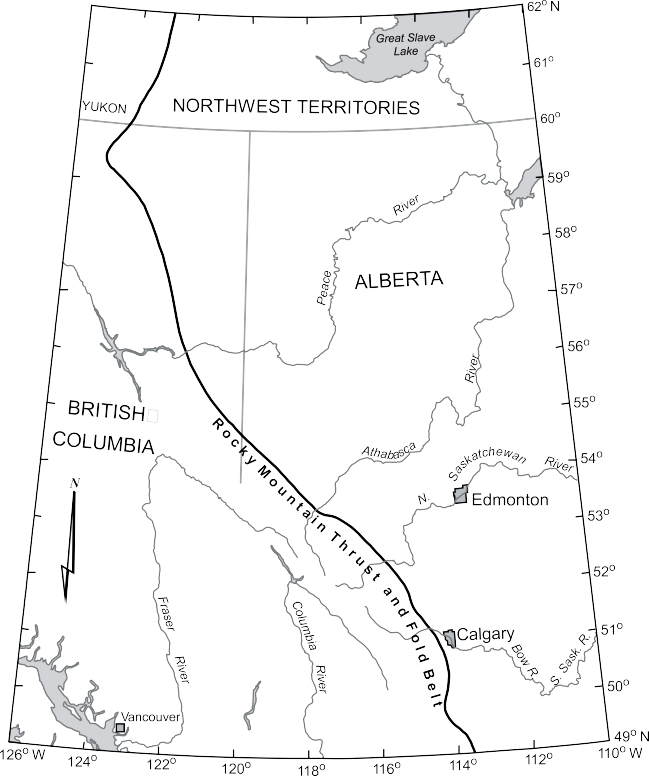 62° N
Great Slave
Lake
61°
YUKON
NORTHWEST TERRITORIES
60°
59°
River
58°
Peace
ALBERTA
57°
56°
River
55°
BRITISH
COLUMBIA
Rocky Mountain Thrust and Fold Belt
Athabasca
54°
Saskatchewan
River
N.
Edmonton
N
53°
52°
Fraser
River
Columbia
River
51°
Calgary
Bow R.
S. Sask. R.
50°
Vancouver
49° N
126° W
124°
122°
120°
118°
116°
114°
112°
110° W